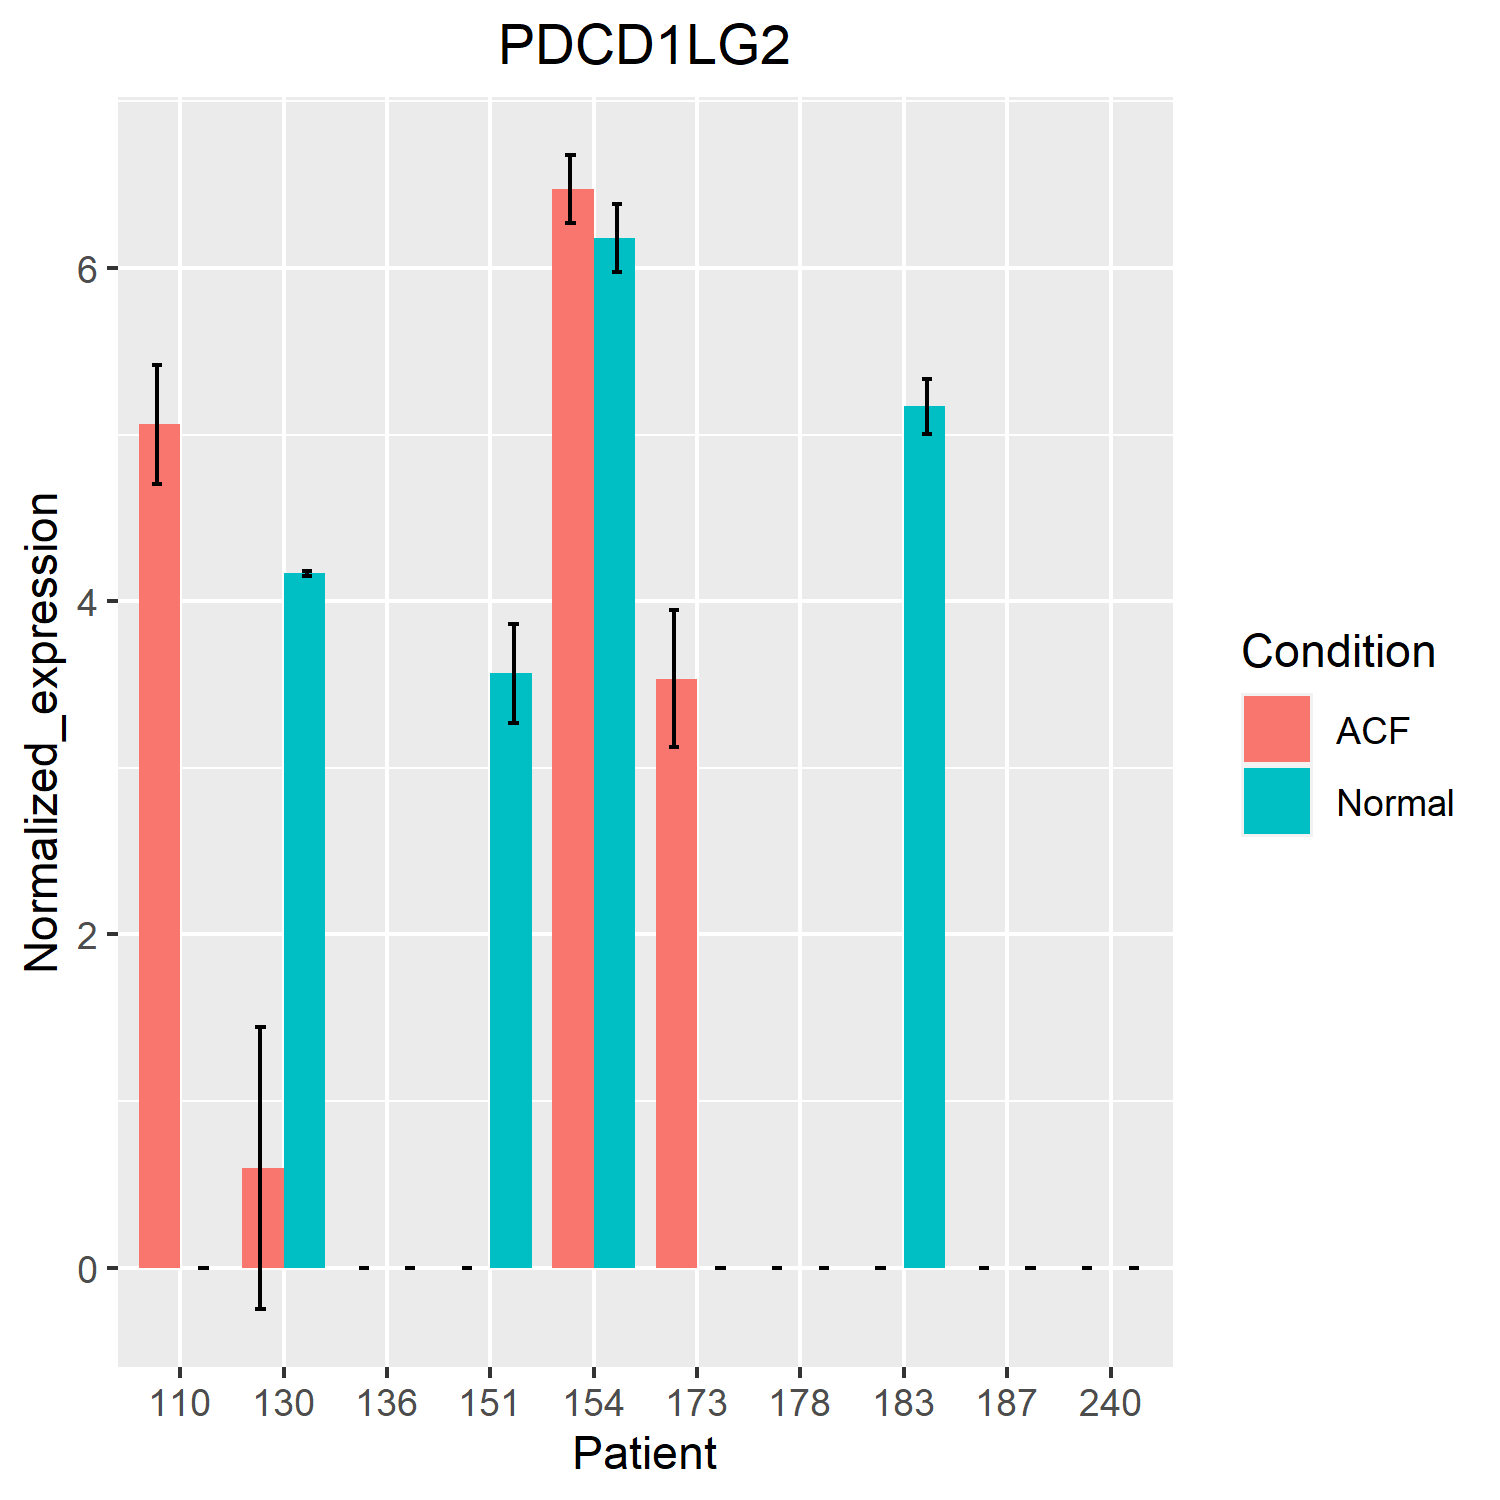 PDCD1LG2
Normalized_expression
6
4
2
0
110 130 136 151 154 173 178 183 187 240
Patient
Condition
ACF
Normal